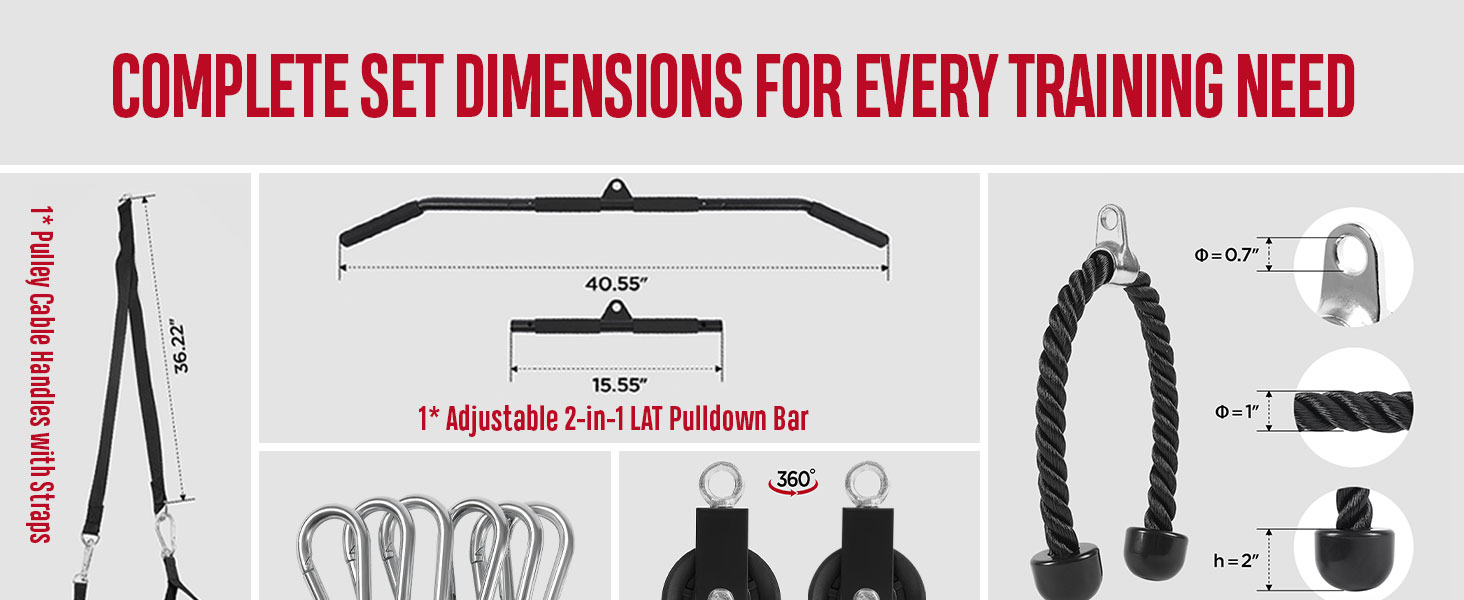 COMPLETE SET DIMENSIONS FOR EVERY TRAINING NEED
1* Pulley Cable Handles with Straps
36.22″
40.55″
15.55″
1* Adjustable 2-in-1 LAT Pulldown Bar
360°
Φ=0.7″
Φ=1″
h=2″